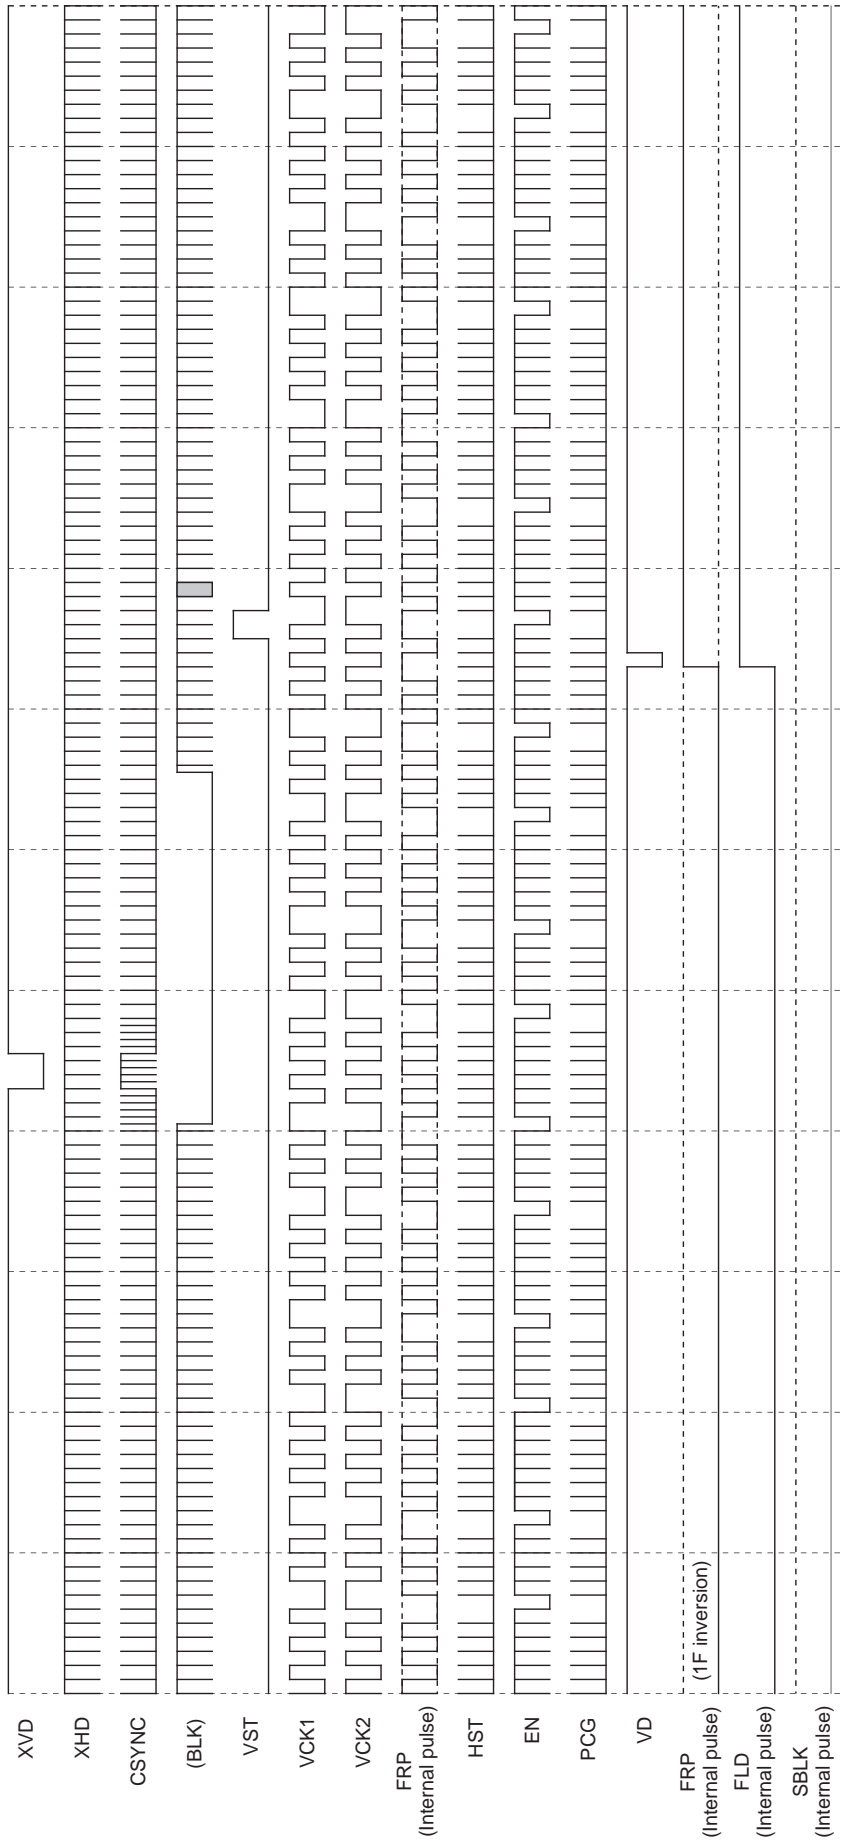 XVD
XHD
CSYNC
(BLK)
VST
VCK1
VCK2
FRP
(Internal pulse)
HST
EN
PCG
VD
FRP
(Internal pulse)
(1F inversion)
FLD
(Internal pulse)
SBLK
(Internal pulse)